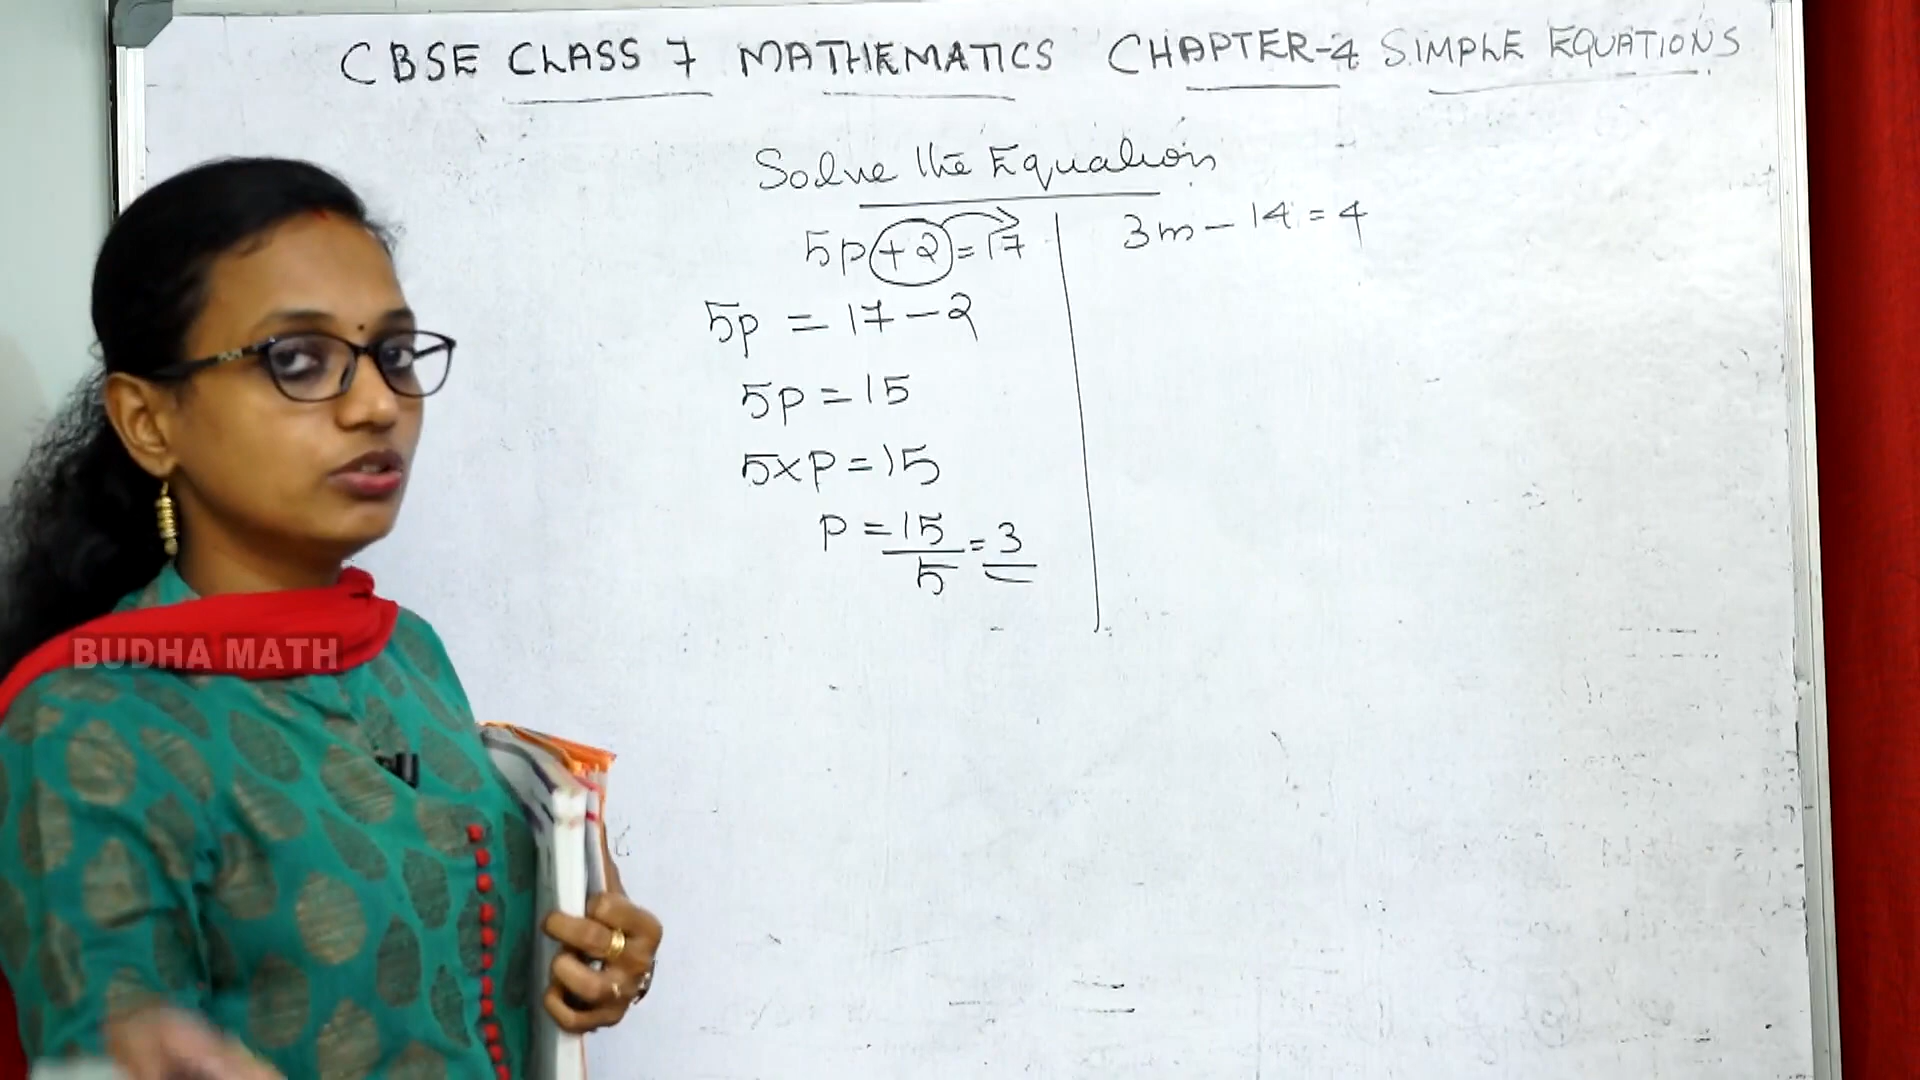 CBSE CLASS 7 MATHEMATICS CHAPTER-4 SIMPLE EQUATIONS
Solve the Equation
5p+2=17
5p = 17-2
5p = 15
5×p = 15
p = 15/5 = 3
3m-14=4
BUDHA MATH